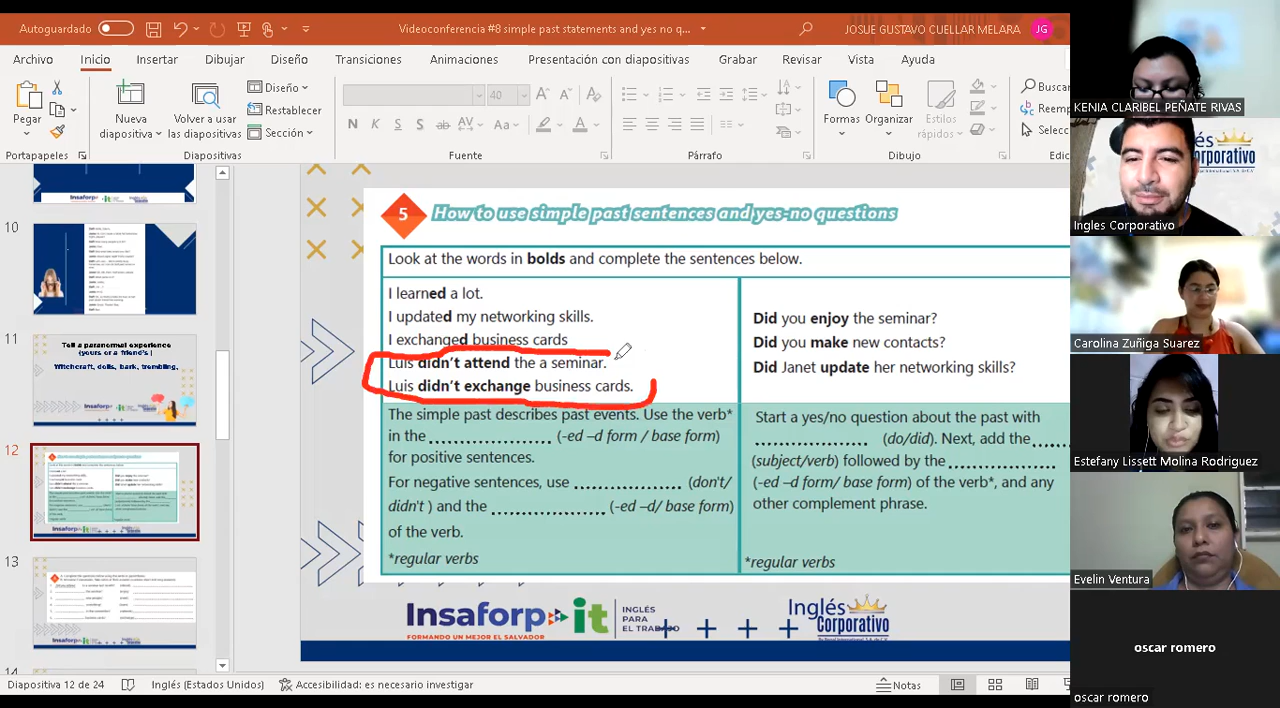 Autoguardado
Videoconferencia #8 simple past statements and yes no q...
JOSUE GUSTAVO CUELLAR MELARA
JG
Archivo Inicio Insertar Dibujar Diseño Transiciones Animaciones Presentación con diapositivas Grabar Revisar Vista Ayuda
Pegar
Nueva diapositiva
Volver a usar las diapositivas
Diseño
Restablecer
Sección
40
N K S S ab AV Aa
Formas
Organizar
Estilos rápidos
Buscar
Reemp
Selecc
Portapapeles Diapositivas Fuente Párrafo Dibujo Edic
10
11
Tell a paranormal experience
(yours or a friend's )
Witchcraft, dolls, bark, trembling,
12
13
14
5
How to use simple past sentences and yes-no questions
Look at the words in bolds and complete the sentences below.
I learned a lot.
I updated my networking skills.
I exchanged business cards
Luis didn't attend the a seminar.
Luis didn't exchange business cards.
Did you enjoy the seminar?
Did you make new contacts?
Did Janet update her networking skills?
The simple past describes past events. Use the verb*
in the .................... (-ed –d form / base form)
for positive sentences.
For negative sentences, use .................... (don't/
didn't ) and the .................... (-ed –d/ base form)
of the verb.
*regular verbs
Start a yes/no question about the past with
.................... (do/did). Next, add the ......
(subject/verb) followed by the ....................
(-ed –d form/ base form) of the verb*, and any
other complement phrase.
*regular verbs
Insaforp it
FORMANDO UN MEJOR EL SALVADOR
INGLÉS
PARA
EL TRABAJO
Inglés
Corporativo
Diapositiva 12 de 24
Inglés (Estados Unidos)
Accesibilidad: es necesario investigar
Notas
KENIA CLARIBEL PEÑATE RIVAS
Ingles Corporativo
Carolina Zuñiga Suarez
Estefany Lissett Molina Rodriguez
Evelin Ventura
oscar romero
oscar romero